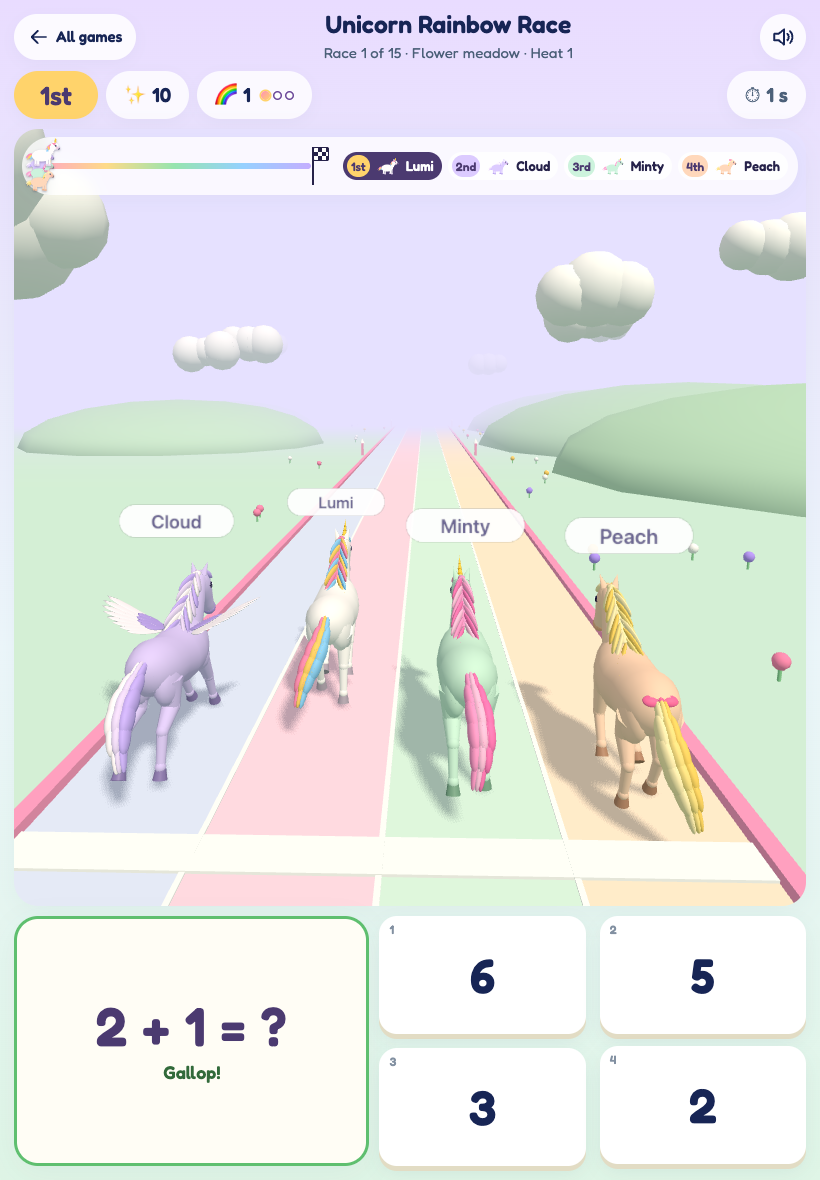 All games
Unicorn Rainbow Race
Race 1 of 15 · Flower meadow · Heat 1
1st
10
1
1 s
1st Lumi
2nd Cloud
3rd Minty
4th Peach
Cloud
Lumi
Minty
Peach
2 + 1 = ?
Gallop!
1
6
2
5
3
3
4
2